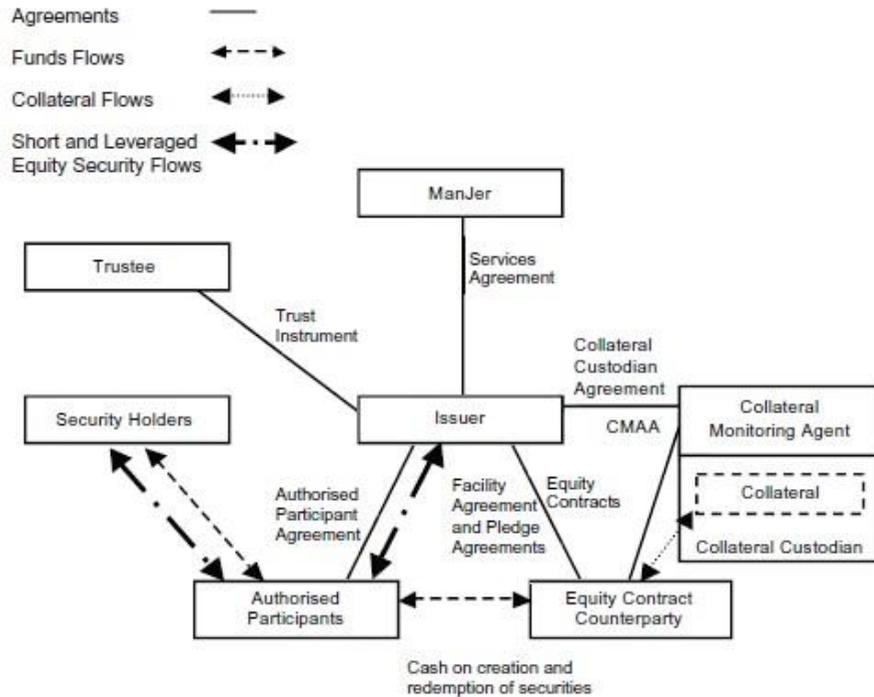 Agreements
Funds Flows
Collateral Flows
Short and Leveraged
Equity Security Flows
ManJer
Trustee
Services
Agreement
Trust
Instrument
Collateral
Custodian
Agreement
Security Holders
Issuer
CMAA
Collateral
Monitoring Agent
Authorised
Participant
Agreement
Facility
Agreement
and Pledge
Agreements
Equity
Contracts
Collateral
Collateral Custodian
Authorised
Participants
Equity Contract
Counterparty
Cash on creation and
redemption of securities